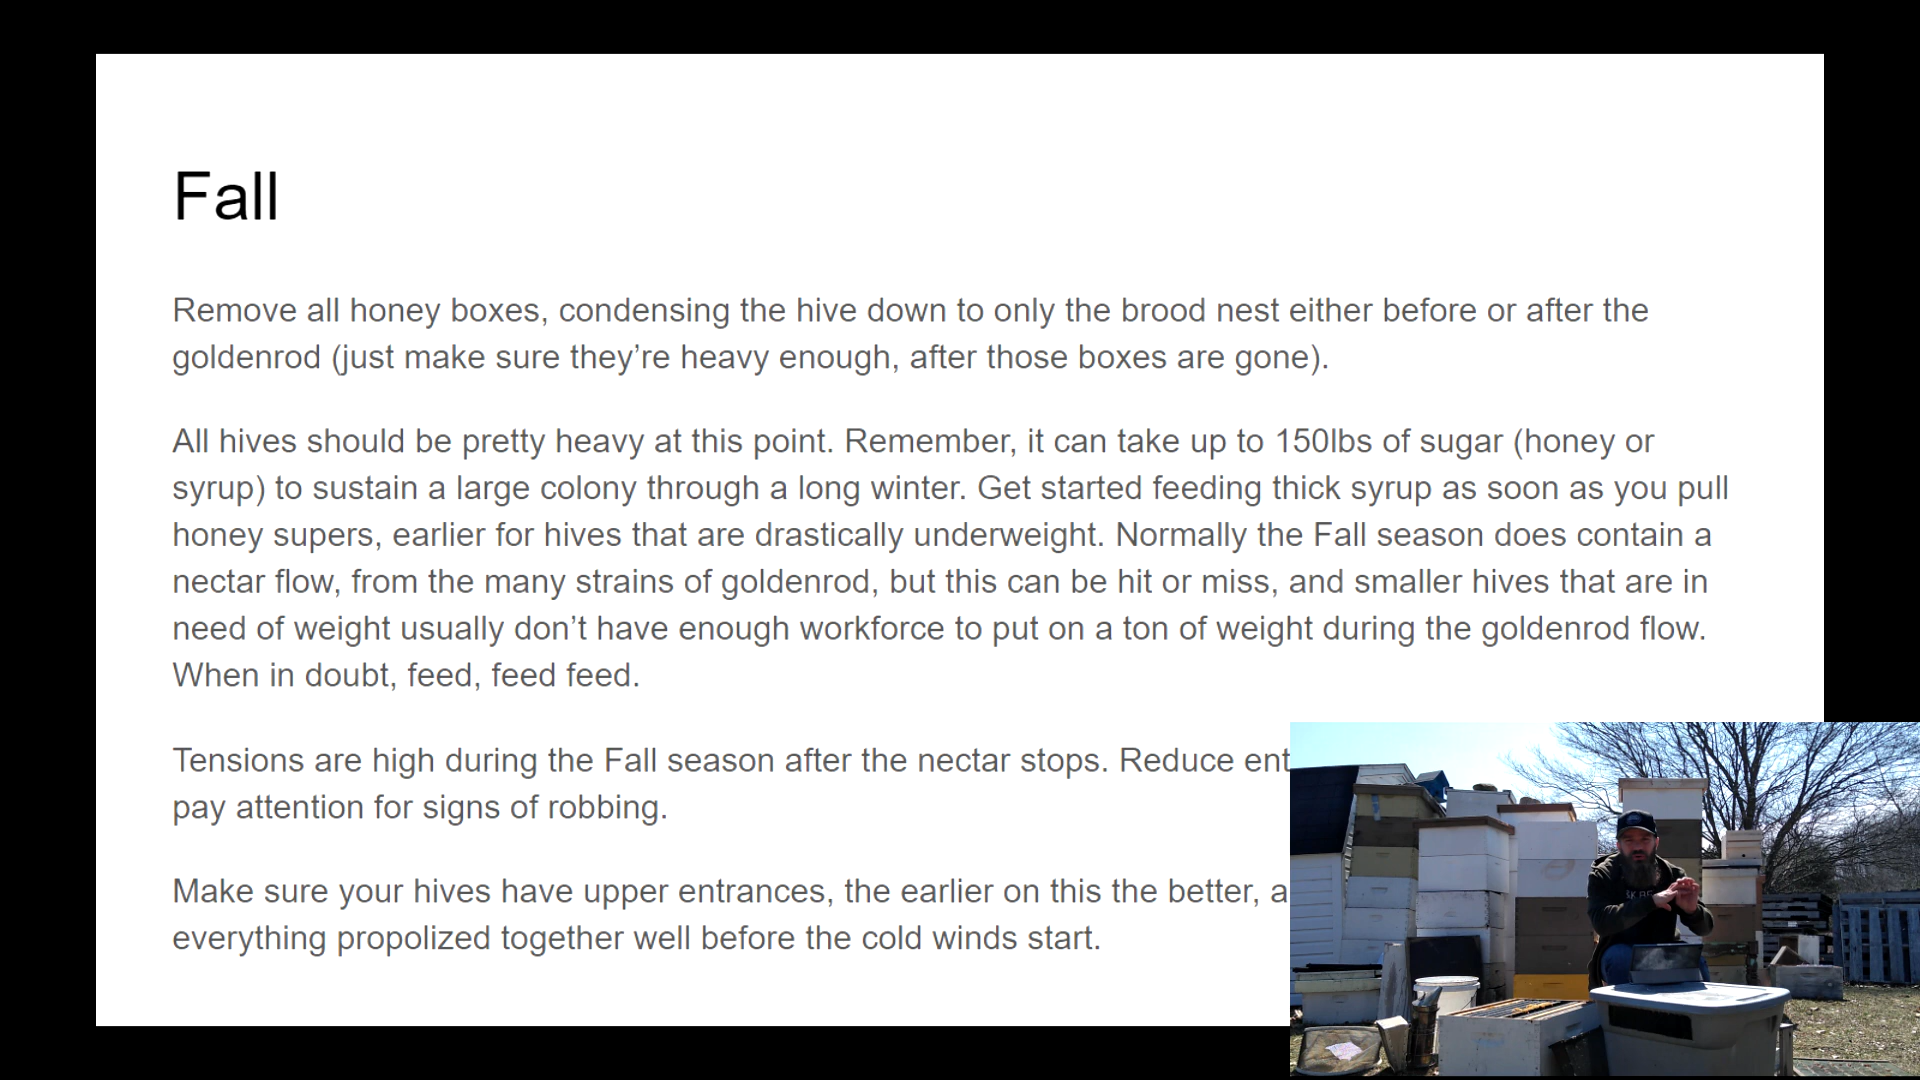 Fall
Remove all honey boxes, condensing the hive down to only the brood nest either before or after the
goldenrod (just make sure they’re heavy enough, after those boxes are gone).
All hives should be pretty heavy at this point. Remember, it can take up to 150lbs of sugar (honey or
syrup) to sustain a large colony through a long winter. Get started feeding thick syrup as soon as you pull
honey supers, earlier for hives that are drastically underweight. Normally the Fall season does contain a
nectar flow, from the many strains of goldenrod, but this can be hit or miss, and smaller hives that are in
need of weight usually don’t have enough workforce to put on a ton of weight during the goldenrod flow.
When in doubt, feed, feed feed.
Tensions are high during the Fall season after the nectar stops. Reduce
pay attention for signs of robbing.
Make sure your hives have upper entrances, the earlier on this the better,
everything propolized together well before the cold winds start.